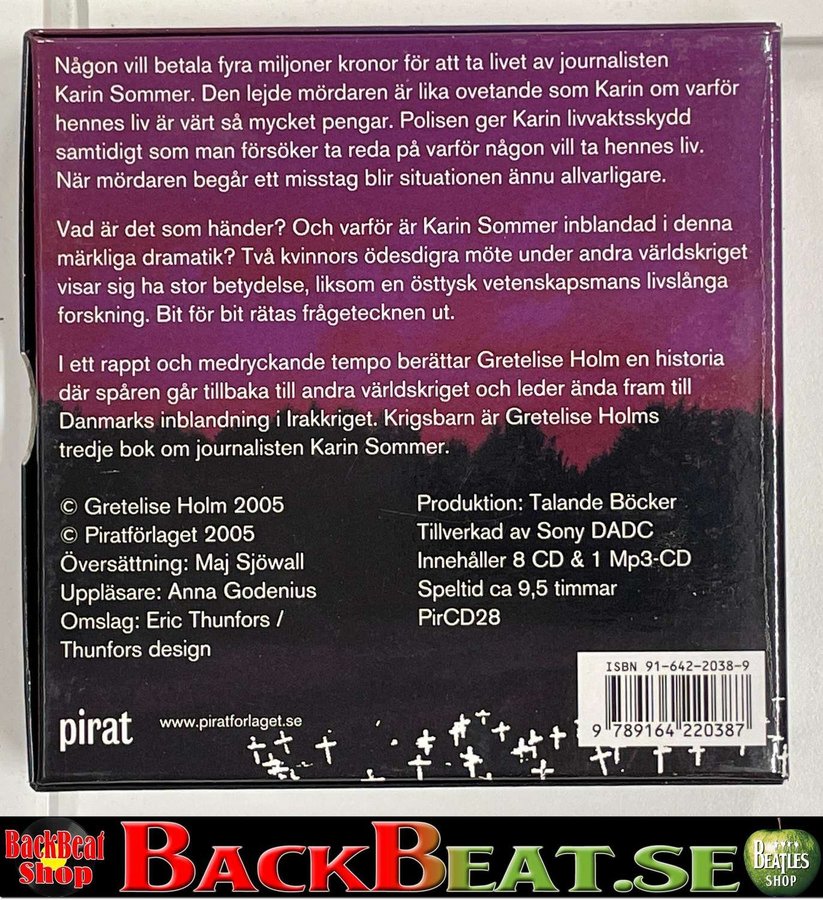 Någon vill betala fyra miljoner kronor för att ta livet av journalisten
Karin Sommer. Den lejde mördaren är lika ovetande som Karin om varför
hennes liv är värt så mycket pengar. Polisen ger Karin livvaktsskydd
samtidigt som man försöker ta reda på varför någon vill ta hennes liv.
När mördaren begår ett misstag blir situationen ännu allvarligare.
Vad är det som händer? Och varför är Karin Sommer inblandad i denna
märkliga dramatik? Två kvinnors ödesdigra möte under andra världskriget
visar sig ha stor betydelse, liksom en östtysk vetenskapsmans livslånga
forskning. Bit för bit rätas frågetecknen ut.
I ett rappt och medryckande tempo berättar Gretelise Holm en historia
där spåren går tillbaka till andra världskriget och leder ända fram till
Danmarks inblandning i Irakkriget. Krigsbarn är Gretelise Holms
tredje bok om journalisten Karin Sommer.
© Gretelise Holm 2005
© Piratförlaget 2005
Översättning: Maj Sjöwall
Uppläsare: Anna Godenius
Omslag: Eric Thunfors /
Thunfors design
Produktion: Talande Böcker
Tillverkad av Sony DADC
Innehåller 8 CD & 1 Mp3-CD
Speltid ca 9,5 timmar
PirCD28
ISBN 91-642-2038-9
9 789164 220387
pirat www.piratforlaget.se
BackBeat
Shop
BACKBEAT.SE
BEATLES
SHOP